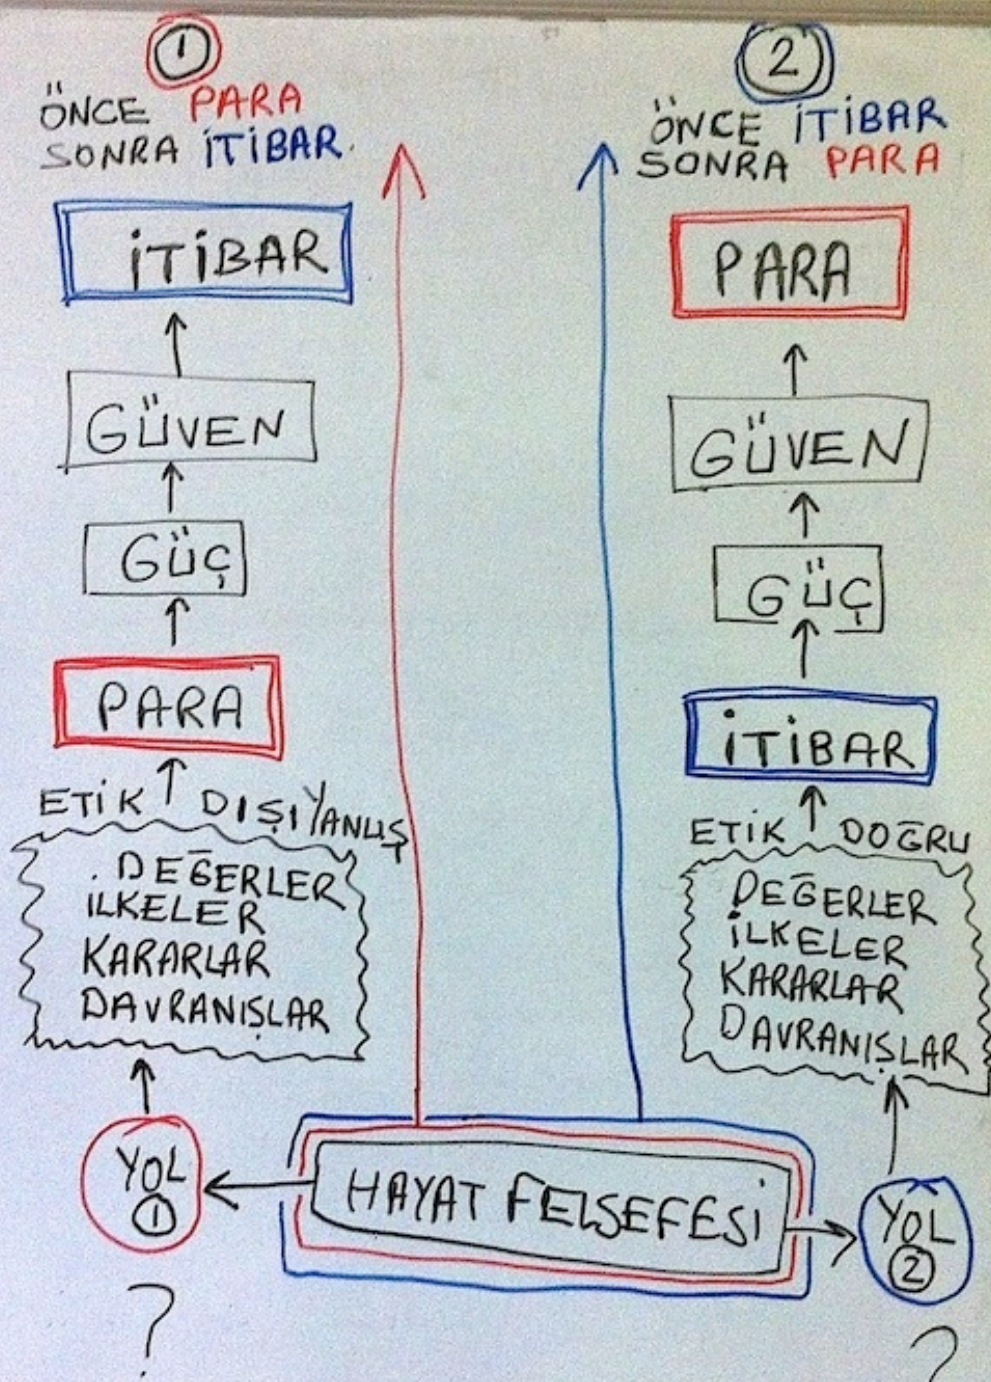 1
ÖNCE PARA
SONRA İTİBAR.
İTİBAR
GÜVEN
GÜÇ
PARA
ETİK DIŞI YANLIŞ
DEĞERLER
İLKELER
KARARLAR
DAVRANIŞLAR
YOL
1
?
2
ÖNCE İTİBAR
SONRA PARA
PARA
GÜVEN
GÜÇ
İTİBAR
ETİK DOĞRU
DEĞERLER
İLKELER
KARARLAR
DAVRANIŞLAR
YOL
2
?
HAYAT FELSEFESİ